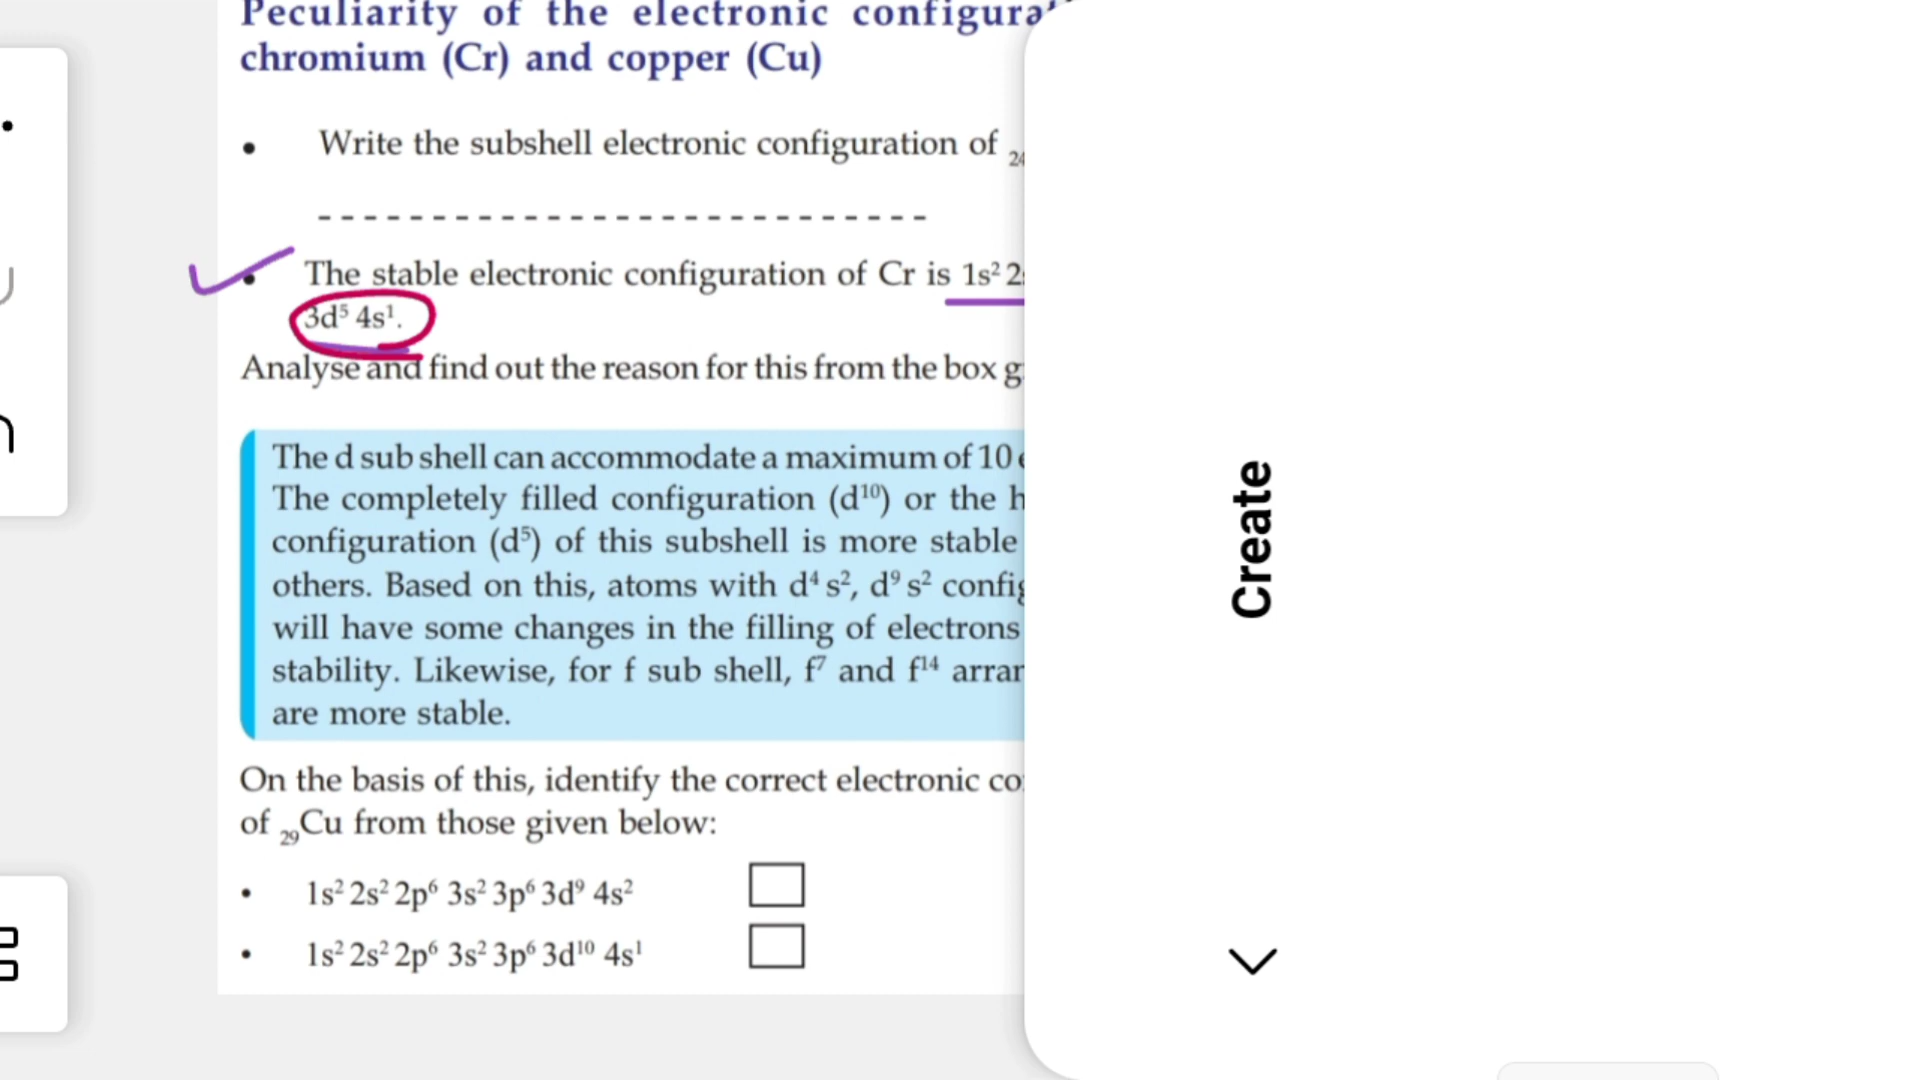 Peculiarity of the electronic
chromium (Cr) and copper (Cu)
• Write the subshell electronic configuration of
• The stable electronic configuration of Cr is 1s²
3d⁵ 4s¹.
Analyse and find out the reason for this from the box
The d sub shell can accommodate a maximum of 10
The completely filled configuration (d¹⁰) or the
configuration (d⁵) of this subshell is more stable
others. Based on this, atoms with d⁴ s², d⁹ s²
will have some changes in the filling of electrons
stability. Likewise, for f sub shell, f⁷ and f¹⁴
are more stable.
On the basis of this, identify the correct electronic
of ₂₉Cu from those given below:
• 1s² 2s² 2p⁶ 3s² 3p⁶ 3d⁹ 4s²
• 1s² 2s² 2p⁶ 3s² 3p⁶ 3d¹⁰ 4s¹
Create